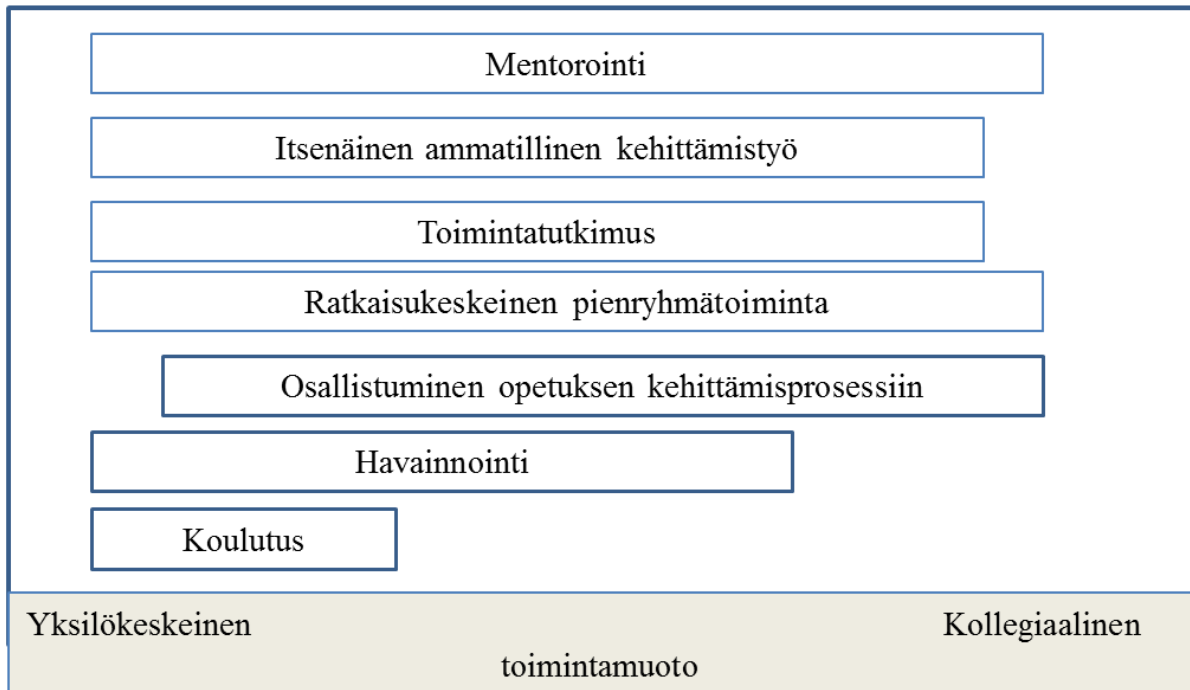 Mentorointi
Itsenäinen ammatillinen kehittämistyö
Toimintatutkimus
Ratkaisukeskeinen pienryhmätoiminta
Osallistuminen opetuksen kehittämisprosessiin
Havainnointi
Koulutus
Yksilökeskeinen Kollegiaalinen
toimintamuoto